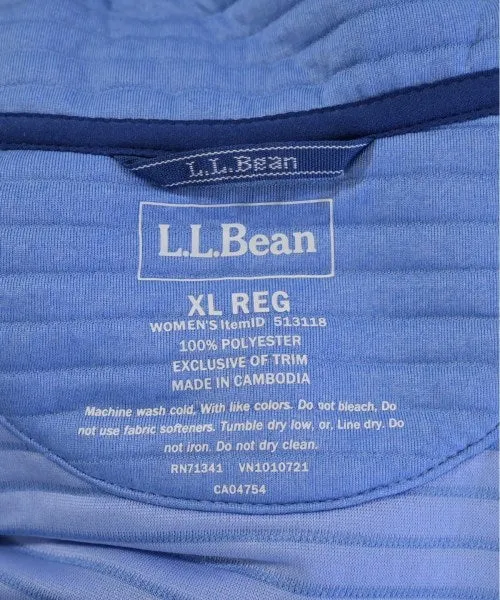 L.L.Bean
L.L.Bean
XL REG
WOMEN'S ItemID 513118
100% POLYESTER
EXCLUSIVE OF TRIM
MADE IN CAMBODIA
Machine wash cold. With like colors. Do not bleach. Do
not use fabric softeners. Tumble dry low, or, Line dry. Do
not iron. Do not dry clean.
RN71341 VN1010721
CA04754